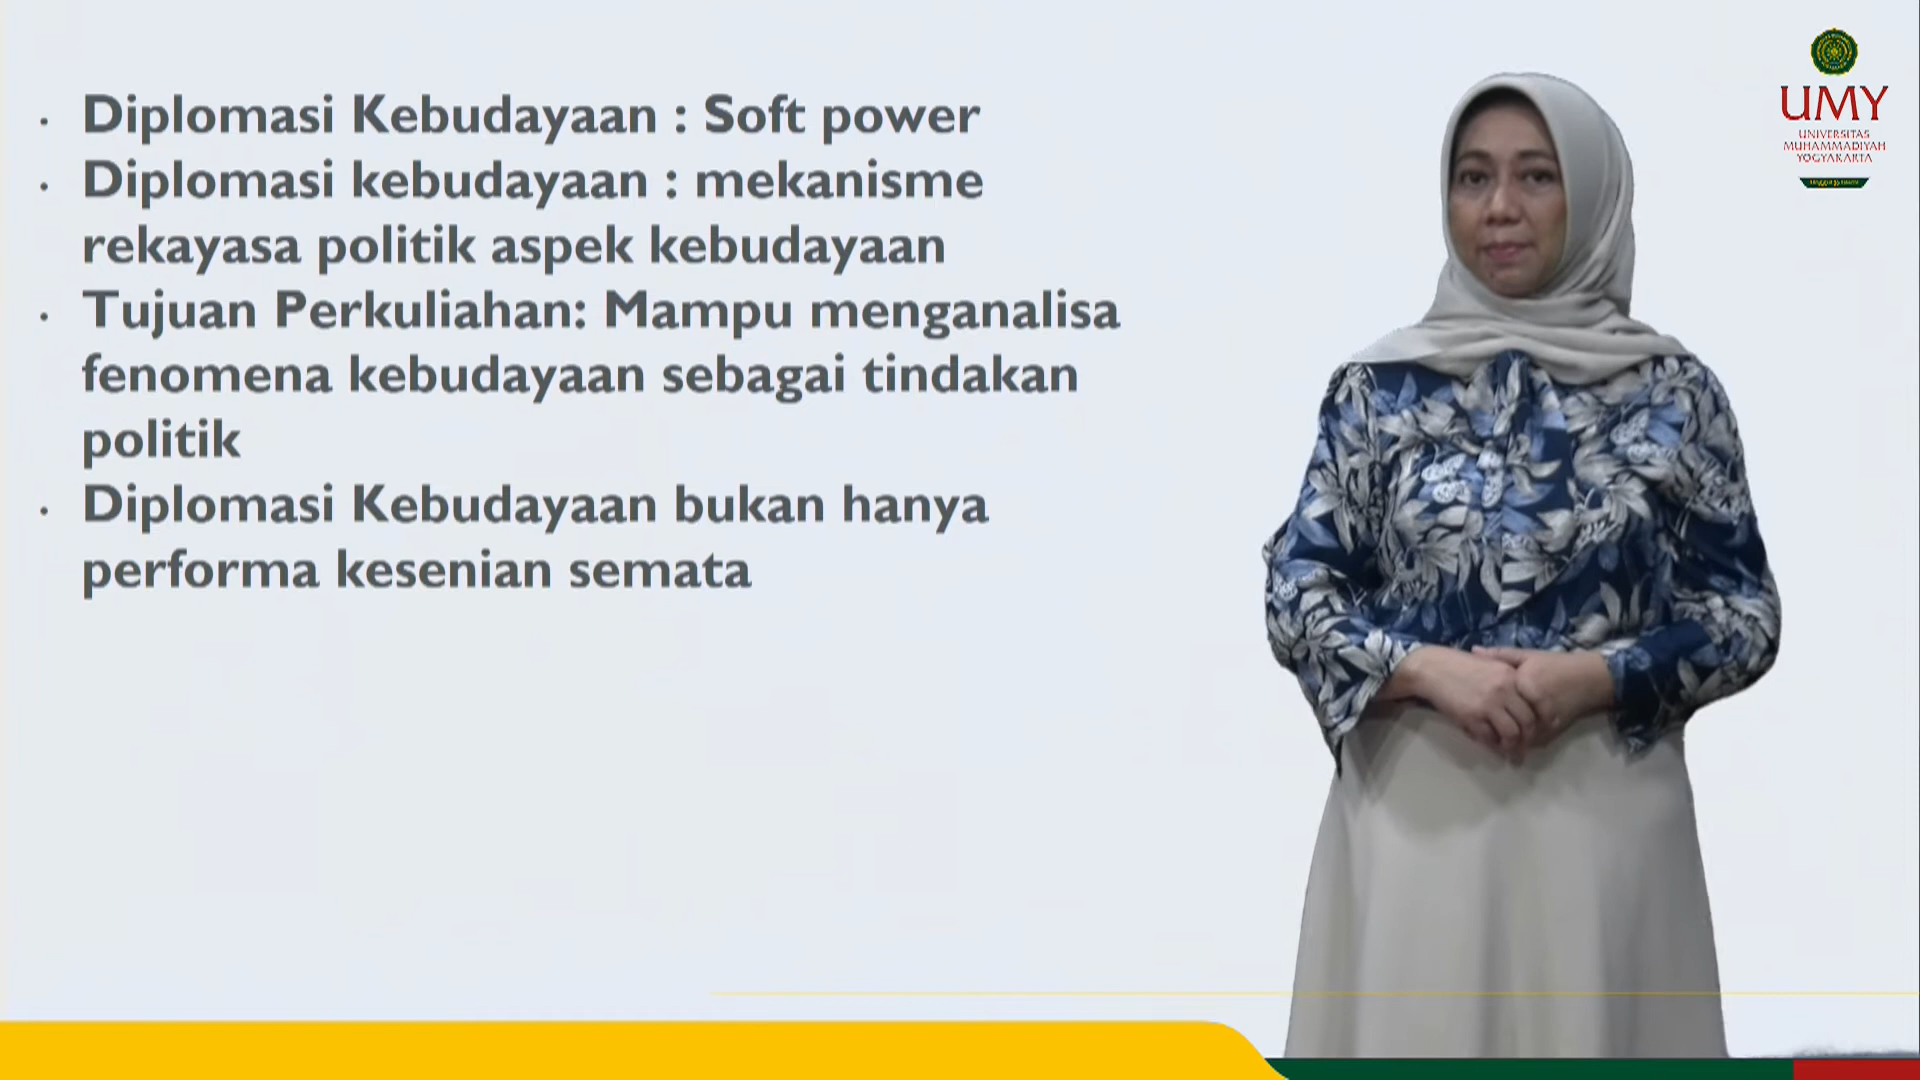 • Diplomasi Kebudayaan : Soft power
• Diplomasi kebudayaan : mekanisme
rekayasa politik aspek kebudayaan
• Tujuan Perkuliahan: Mampu menganalisa
fenomena kebudayaan sebagai tindakan
politik
• Diplomasi Kebudayaan bukan hanya
performa kesenian semata
UMY
UNIVERSITAS
MUHAMMADIYAH
YOGYAKARTA